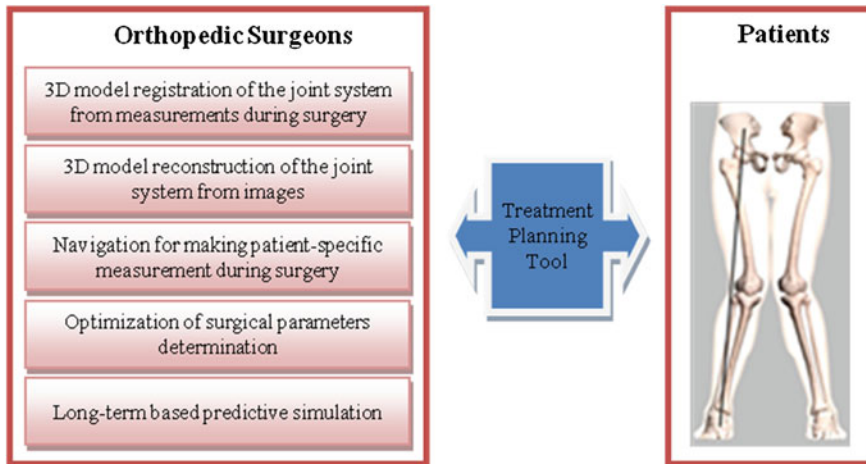 Orthopedic Surgeons
3D model registration of the joint system
from measurements during surgery
3D model reconstruction of the joint
system from images
Navigation for making patient-specific
measurement during surgery
Optimization of surgical parameters
determination
Long-term based predictive simulation
Treatment
Planning
Tool
Patients